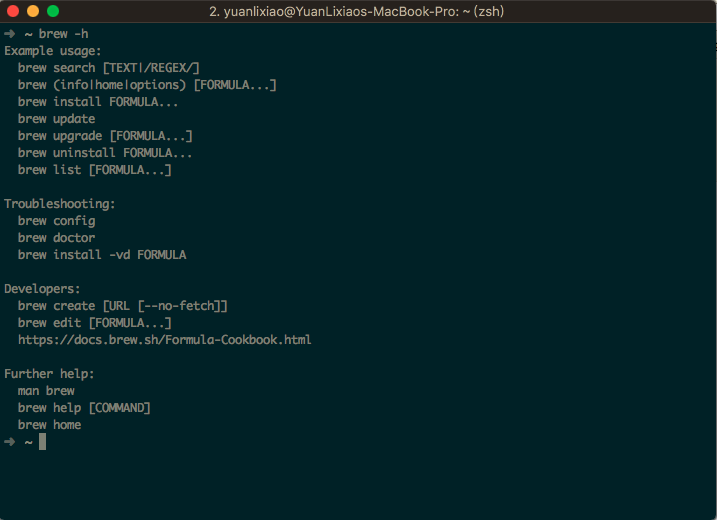 2. yuanlixiao@YuanLixiaos-MacBook-Pro: ~ (zsh)
➜ ~ brew -h
Example usage:
brew search [TEXT|/REGEX/]
brew (info|home|options) [FORMULA...]
brew install FORMULA...
brew update
brew upgrade [FORMULA...]
brew uninstall FORMULA...
brew list [FORMULA...]

Troubleshooting:
brew config
brew doctor
brew install -vd FORMULA

Developers:
brew create [URL [--no-fetch]]
brew edit [FORMULA...]
https://docs.brew.sh/Formula-Cookbook.html

Further help:
man brew
brew help [COMMAND]
brew home
➜ ~